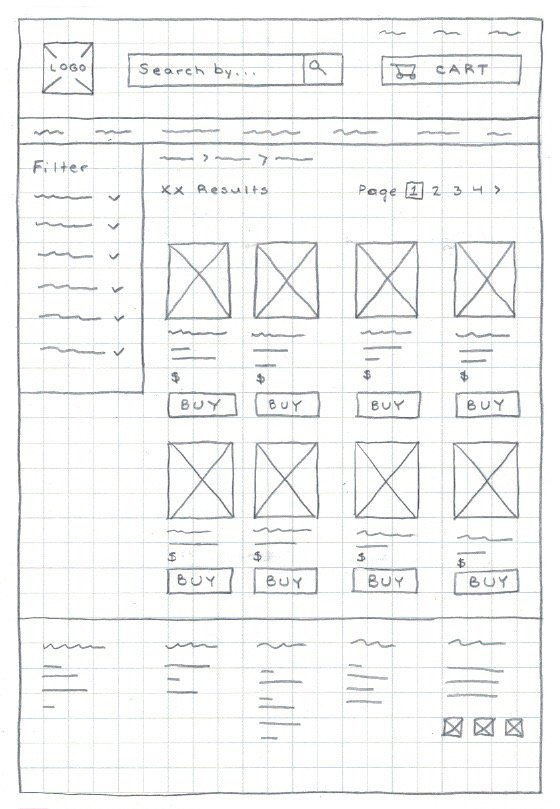 LOGO
Search by...
CART
Filter
xx Results
Page 1 2 3 4 >
$ $ $ $
BUY BUY BUY BUY
$ $ $ $
BUY BUY BUY BUY